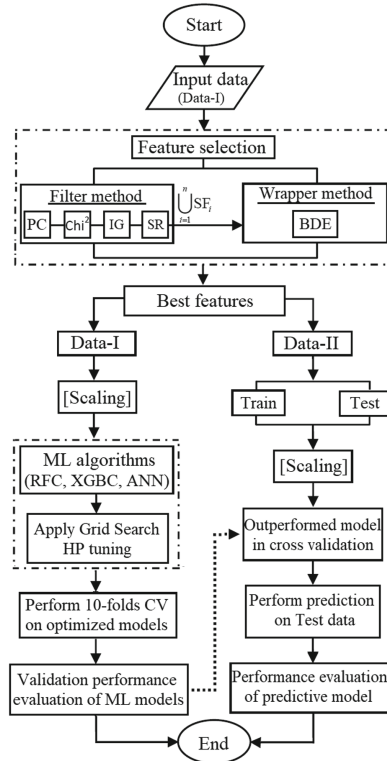 Start
Input data
(Data-I)
Feature selection
Filter method
PC
Chi²
IG
SR
n
⋃ SFᵢ
i=1
Wrapper method
BDE
Best features
Data-I
[Scaling]
ML algorithms
(RFC, XGBC, ANN)
Apply Grid Search
HP tuning
Perform 10-folds CV
on optimized models
Validation performance
evaluation of ML models
Data-II
Train
Test
[Scaling]
Outperformed model
in cross validation
Perform prediction
on Test data
Performance evaluation
of predictive model
End